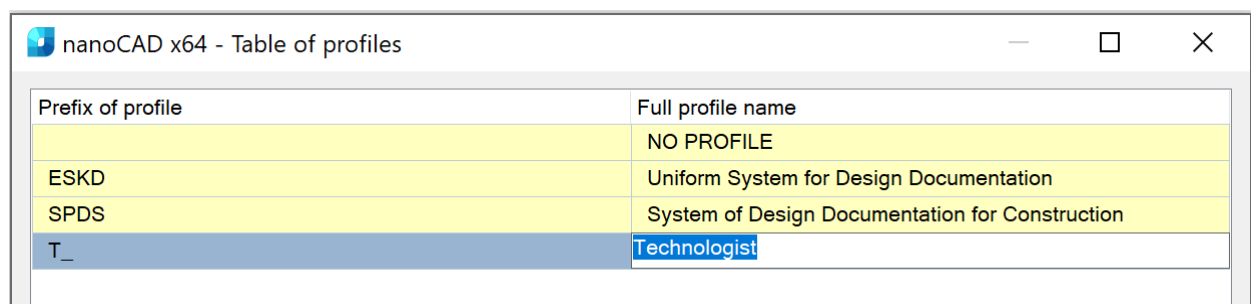 nanoCAD x64 - Table of profiles
Prefix of profile Full profile name
NO PROFILE
ESKD Uniform System for Design Documentation
SPDS System of Design Documentation for Construction
T_ Technologist